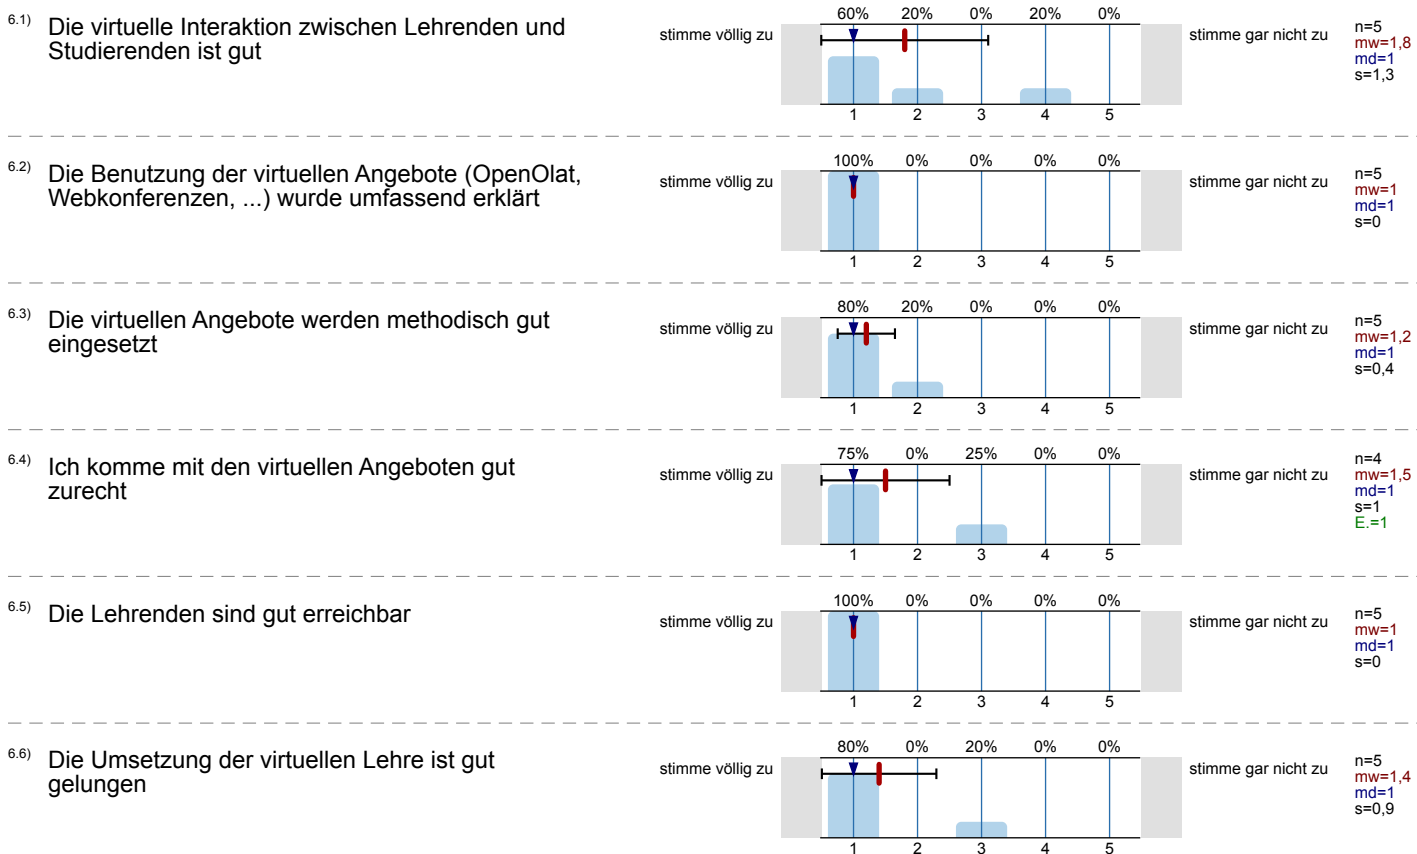 6.1) Die virtuelle Interaktion zwischen Lehrenden und
Studierenden ist gut
stimme völlig zu
60% 20% 0% 20% 0%
1 2 3 4 5
stimme gar nicht zu
n=5
mw=1,8
md=1
s=1,3
6.2) Die Benutzung der virtuellen Angebote (OpenOlat,
Webkonferenzen, ...) wurde umfassend erklärt
stimme völlig zu
100% 0% 0% 0% 0%
1 2 3 4 5
stimme gar nicht zu
n=5
mw=1
md=1
s=0
6.3) Die virtuellen Angebote werden methodisch gut
eingesetzt
stimme völlig zu
80% 20% 0% 0% 0%
1 2 3 4 5
stimme gar nicht zu
n=5
mw=1,2
md=1
s=0,4
6.4) Ich komme mit den virtuellen Angeboten gut
zurecht
stimme völlig zu
75% 0% 25% 0% 0%
1 2 3 4 5
stimme gar nicht zu
n=4
mw=1,5
md=1
s=1
E.=1
6.5) Die Lehrenden sind gut erreichbar
stimme völlig zu
100% 0% 0% 0% 0%
1 2 3 4 5
stimme gar nicht zu
n=5
mw=1
md=1
s=0
6.6) Die Umsetzung der virtuellen Lehre ist gut
gelungen
stimme völlig zu
80% 0% 20% 0% 0%
1 2 3 4 5
stimme gar nicht zu
n=5
mw=1,4
md=1
s=0,9